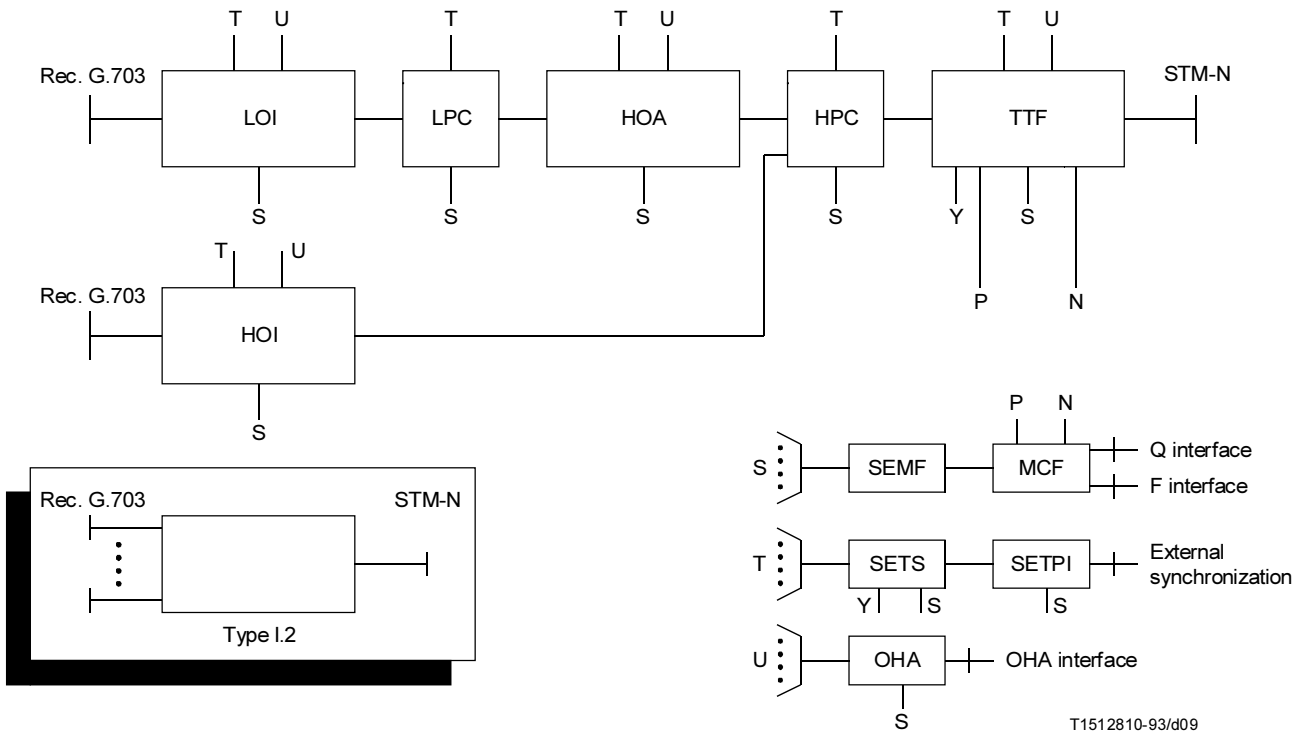 T U T T U T T U
Rec. G.703
STM-N
LOI LPC HOA HPC TTF
S S S S Y S
T U
P N
Rec. G.703
HOI
S
P N
Q interface
S SEMF MCF
F interface
Rec. G.703 STM-N
External
T SETS SETPI
synchronization
Y S S
Type I.2
U OHA OHA interface
S
T1512810-93/d09